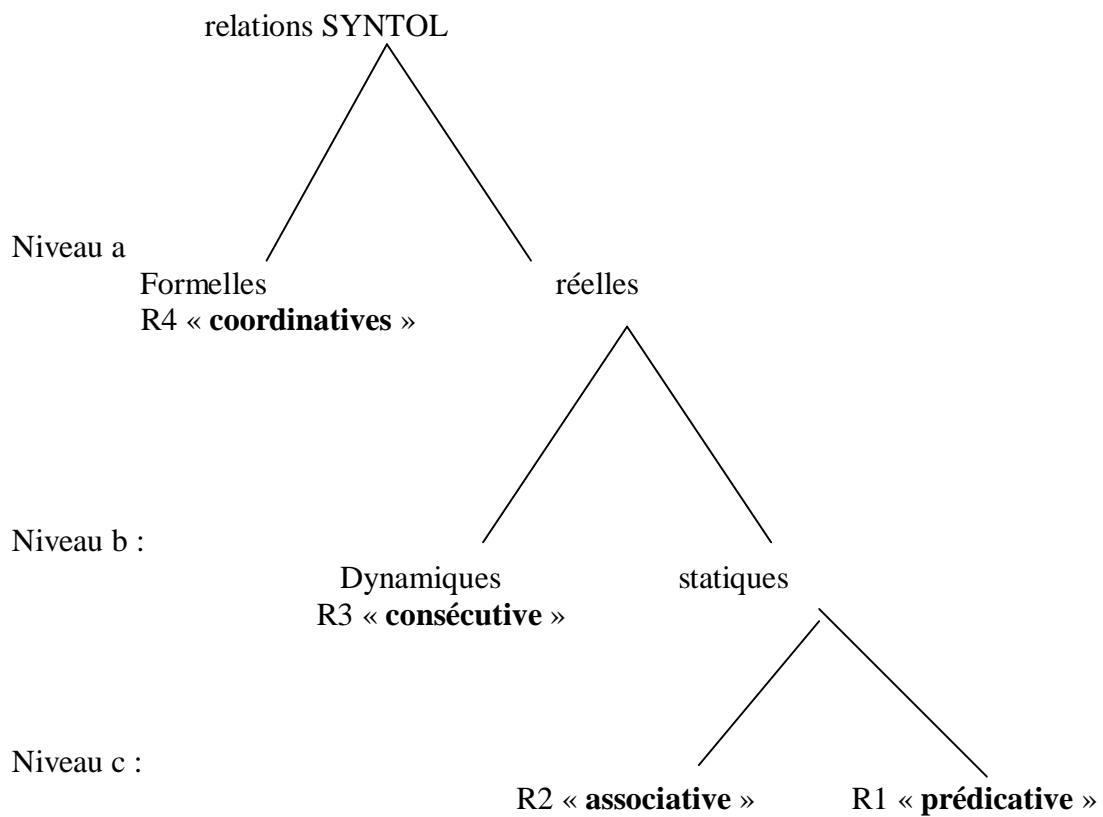 relations SYNTOL
Niveau a
Formelles réelles
R4 « coordinatives »
Niveau b :
Dynamiques statiques
R3 « consécutive »
Niveau c :
R2 « associative » R1 « prédicative »